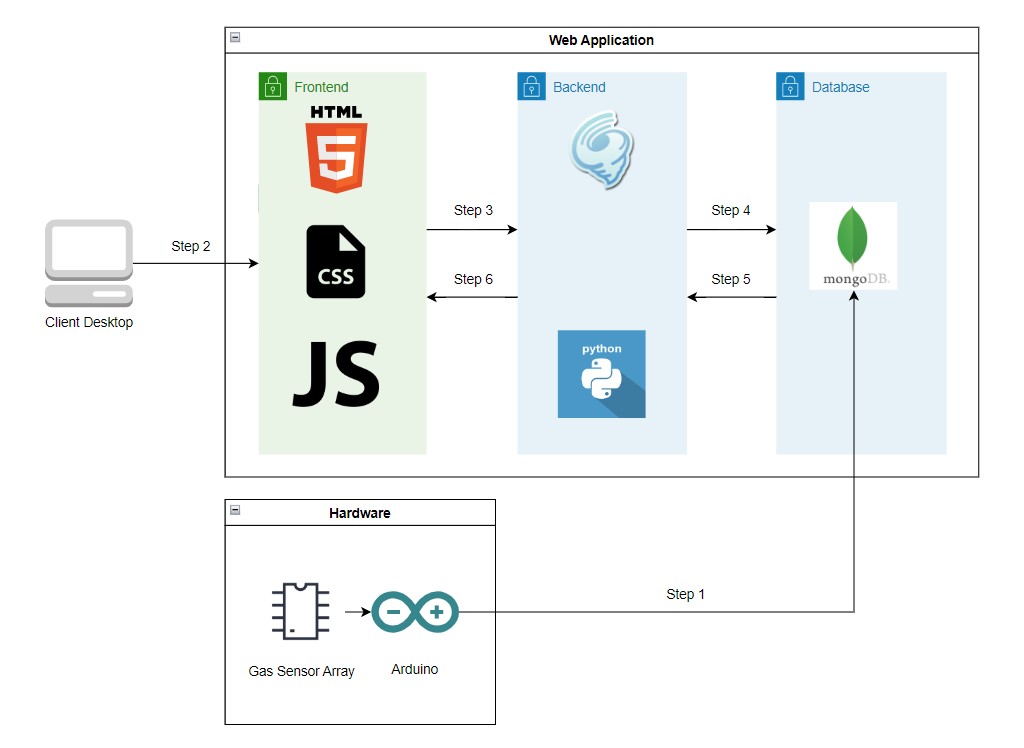 Web Application
Frontend
Backend
Database
HTML
5
Step 3
Step 4
Step 2
CSS
mongoDB.
Step 6
Step 5
Client Desktop
JS
python
Hardware
Step 1
Gas Sensor Array
Arduino